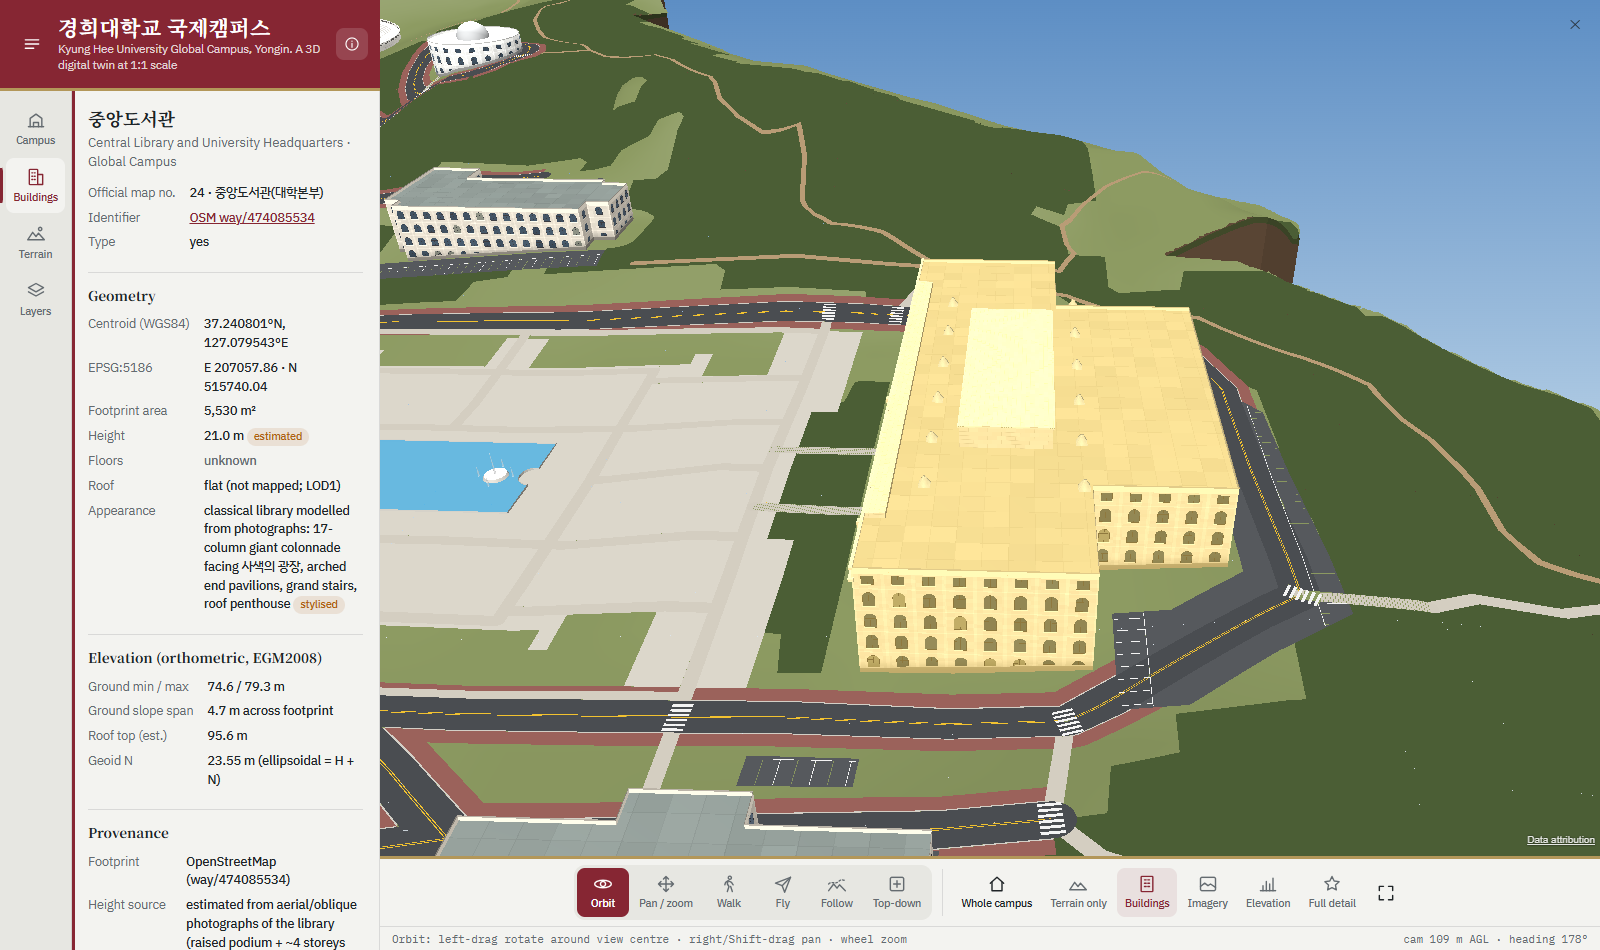 경희대학교 국제캠퍼스
Kyung Hee University Global Campus, Yongin. A 3D
digital twin at 1:1 scale
Campus
Buildings
Terrain
Layers
중앙도서관
Central Library and University Headquarters ·
Global Campus
Official map no. 24 · 중앙도서관(대학본부)
Identifier OSM way/474085534
Type yes
Geometry
Centroid (WGS84) 37.240801°N,
127.079543°E
EPSG:5186 E 207057.86 · N
515740.04
Footprint area 5,530 m²
Height 21.0 m estimated
Floors unknown
Roof flat (not mapped; LOD1)
Appearance classical library modelled
from photographs: 17-
column giant colonnade
facing 사색의 광장, arched
end pavilions, grand stairs,
roof penthouse stylised
Elevation (orthometric, EGM2008)
Ground min / max 74.6 / 79.3 m
Ground slope span 4.7 m across footprint
Roof top (est.) 95.6 m
Geoid N 23.55 m (ellipsoidal = H +
N)
Provenance
Footprint OpenStreetMap
(way/474085534)
Height source estimated from aerial/oblique
photographs of the library
(raised podium + ~4 storeys
Data attribution
Orbit
Pan / zoom
Walk
Fly
Follow
Top-down
Whole campus
Terrain only
Buildings
Imagery
Elevation
Full detail
Orbit: left-drag rotate around view centre · right/Shift-drag pan · wheel zoom
cam 109 m AGL · heading 178°